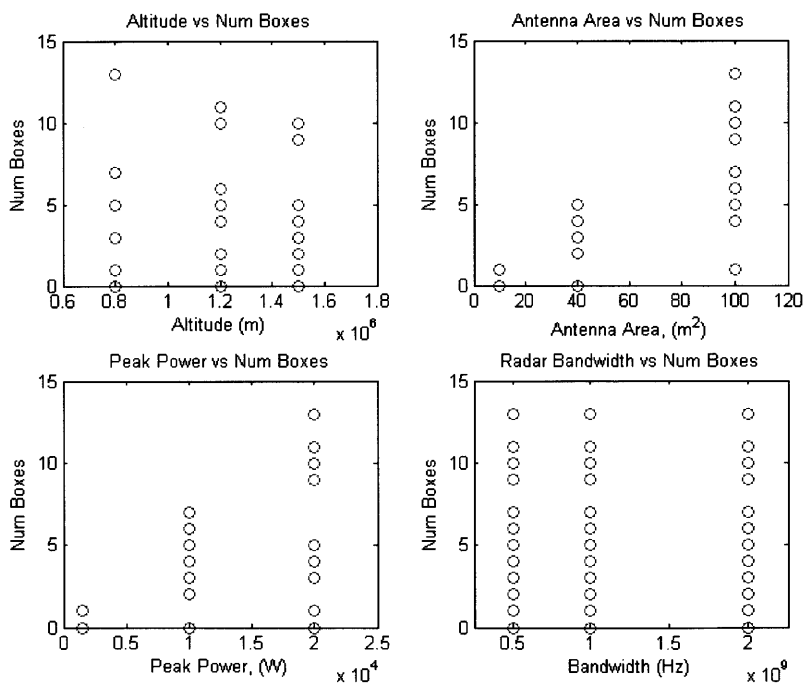 Altitude vs Num Boxes
15
10
5
0
Num Boxes
0.6 0.8 1 1.2 1.4 1.6 1.8
Altitude (m)
x 10^6
Antenna Area vs Num Boxes
15
10
5
0
Num Boxes
0 20 40 60 80 100 120
Antenna Area, (m²)
Peak Power vs Num Boxes
15
10
5
0
Num Boxes
0 0.5 1 1.5 2 2.5
Peak Power, (W)
x 10^4
Radar Bandwidth vs Num Boxes
15
10
5
0
Num Boxes
0.5 1 1.5 2
Bandwidth (Hz)
x 10^9